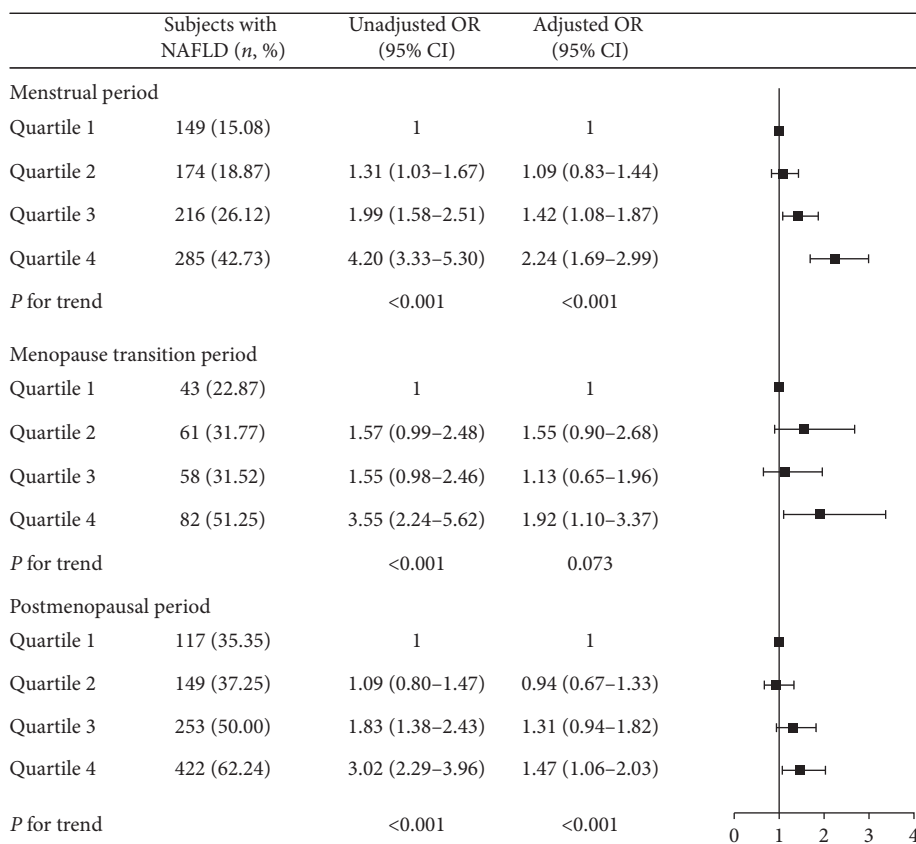 Subjects with NAFLD (n, %) Unadjusted OR (95% CI) Adjusted OR (95% CI)
Menstrual period
Quartile 1 149 (15.08) 1 1
Quartile 2 174 (18.87) 1.31 (1.03–1.67) 1.09 (0.83–1.44)
Quartile 3 216 (26.12) 1.99 (1.58–2.51) 1.42 (1.08–1.87)
Quartile 4 285 (42.73) 4.20 (3.33–5.30) 2.24 (1.69–2.99)
P for trend <0.001 <0.001
Menopause transition period
Quartile 1 43 (22.87) 1 1
Quartile 2 61 (31.77) 1.57 (0.99–2.48) 1.55 (0.90–2.68)
Quartile 3 58 (31.52) 1.55 (0.98–2.46) 1.13 (0.65–1.96)
Quartile 4 82 (51.25) 3.55 (2.24–5.62) 1.92 (1.10–3.37)
P for trend <0.001 0.073
Postmenopausal period
Quartile 1 117 (35.35) 1 1
Quartile 2 149 (37.25) 1.09 (0.80–1.47) 0.94 (0.67–1.33)
Quartile 3 253 (50.00) 1.83 (1.38–2.43) 1.31 (0.94–1.82)
Quartile 4 422 (62.24) 3.02 (2.29–3.96) 1.47 (1.06–2.03)
P for trend <0.001 <0.001
0 1 2 3 4